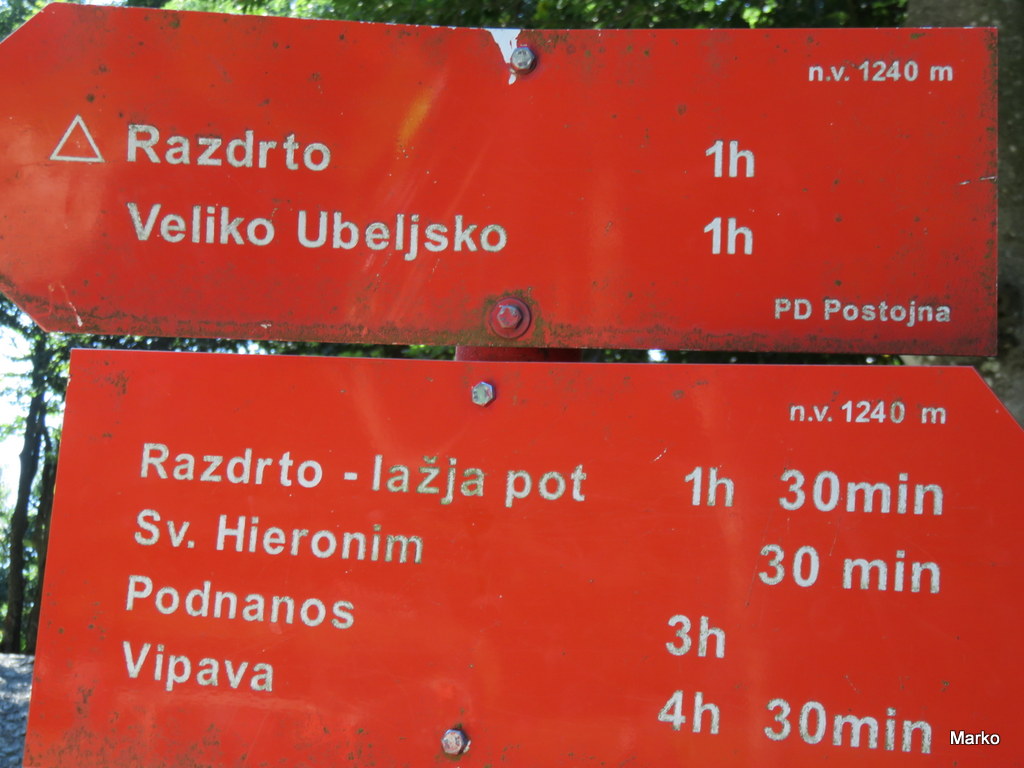 n.v. 1240 m
Razdrto 1h
Veliko Ubeljsko 1h
PD Postojna
n.v. 1240 m
Razdrto - lažja pot 1h 30min
Sv. Hieronim 30 min
Podnanos 3h
Vipava 4h 30min
Marko